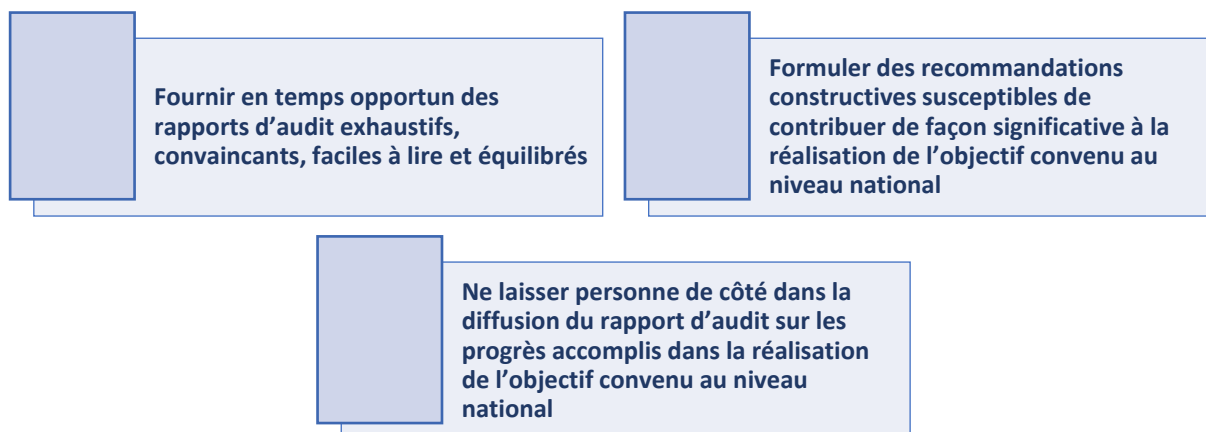 Fournir en temps opportun des
rapports d’audit exhaustifs,
convaincants, faciles à lire et équilibrés
Formuler des recommandations
constructives susceptibles de
contribuer de façon significative à la
réalisation de l’objectif convenu au
niveau national
Ne laisser personne de côté dans la
diffusion du rapport d’audit sur les
progrès accomplis dans la réalisation
de l’objectif convenu au niveau
national